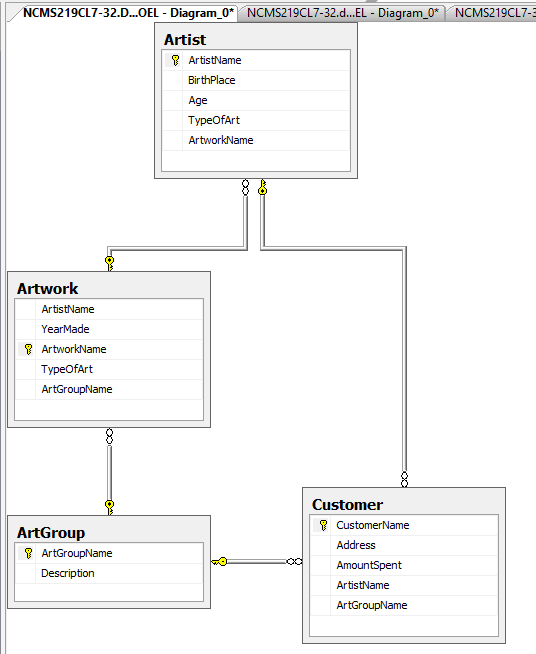 NCMS219CL7-32.D...OEL - Diagram_0*
NCMS219CL7-32.d...EL - Diagram_0*
NCMS219CL7-3
Artist
ArtistName
BirthPlace
Age
TypeOfArt
ArtworkName
Artwork
ArtistName
YearMade
ArtworkName
TypeOfArt
ArtGroupName
ArtGroup
ArtGroupName
Description
Customer
CustomerName
Address
AmountSpent
ArtistName
ArtGroupName